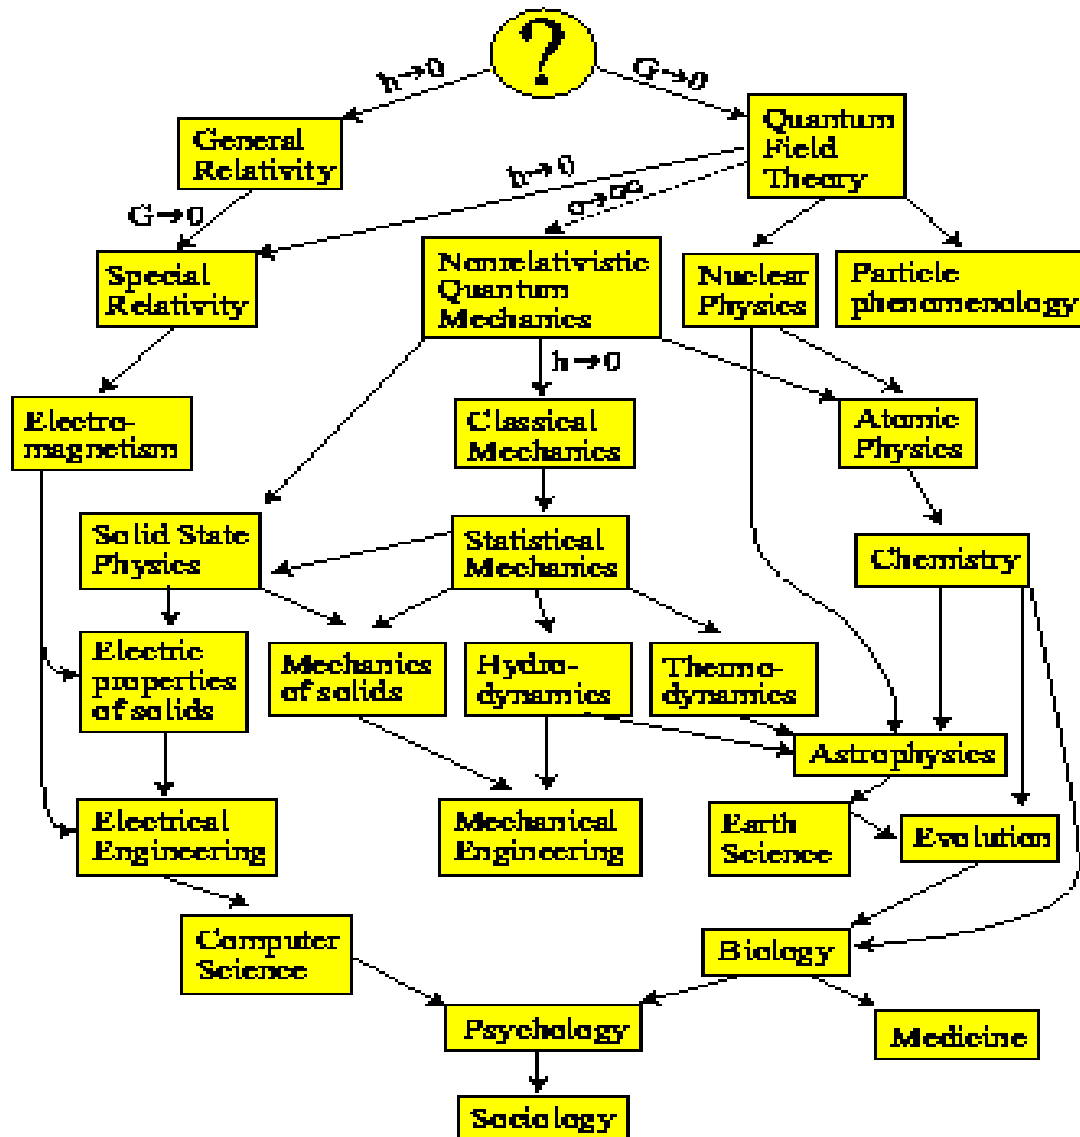 ?
h→0
G→0
General
Relativity
Quantum
Field
Theory
h→0
c→∞
G→0
Special
Relativity
Nonrelativistic
Quantum
Mechanics
Nuclear
Physics
Particle
phenomenology
h→0
Electro-
magnetism
Classical
Mechanics
Atomic
Physics
Solid State
Physics
Statistical
Mechanics
Chemistry
Electric
properties
of solids
Mechanics
of solids
Hydro-
dynamics
Thermo-
dynamics
Astrophysics
Electrical
Engineering
Mechanical
Engineering
Earth
Science
Evolution
Computer
Science
Biology
Psychology
Medicine
Sociology